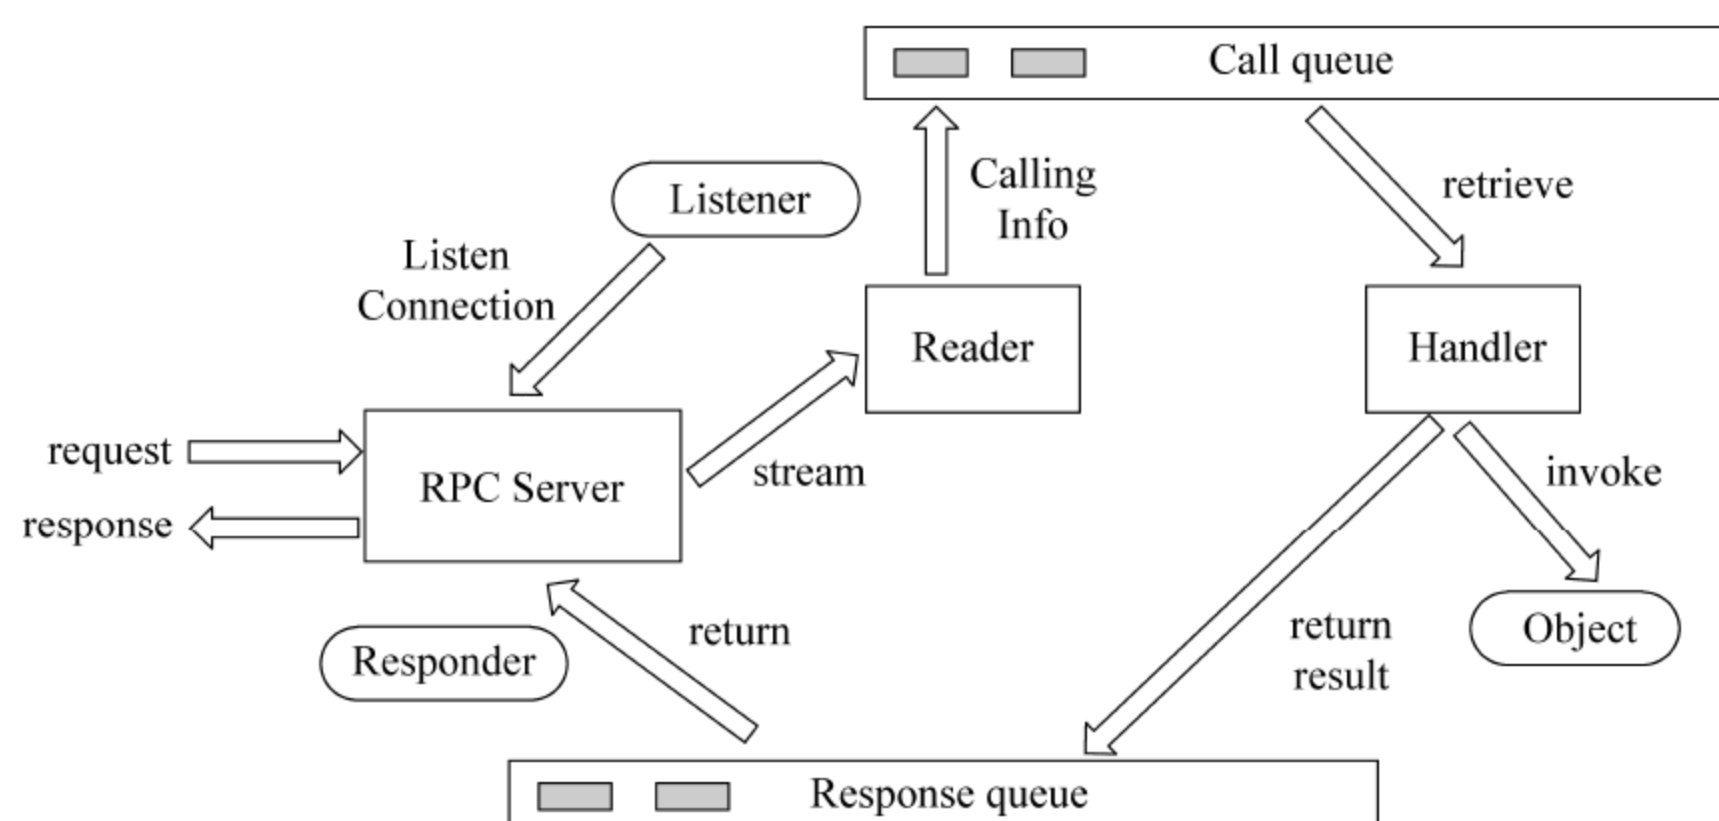 Call queue
Calling
Info
retrieve
Listener
Listen
Connection
Reader
Handler
request
RPC Server
stream
invoke
response
return
Responder
return
result
Object
Response queue